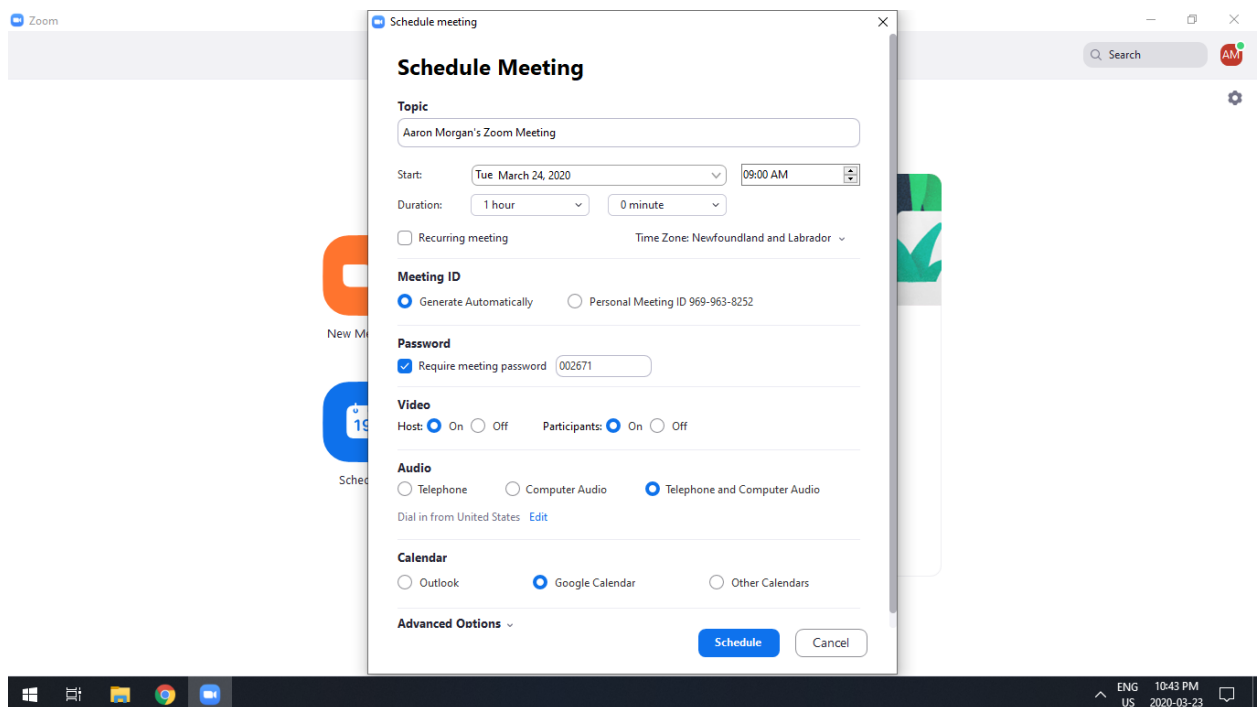 Zoom
Schedule meeting
Search
AM
Schedule Meeting
Topic
Aaron Morgan's Zoom Meeting
Start: Tue March 24, 2020 09:00 AM
Duration: 1 hour 0 minute
Recurring meeting Time Zone: Newfoundland and Labrador
Meeting ID
Generate Automatically Personal Meeting ID 969-963-8252
New Me
Password
Require meeting password 002671
Video
Host: On Off Participants: On Off
19
Audio
Sched
Telephone Computer Audio Telephone and Computer Audio
Dial in from United States Edit
Calendar
Outlook Google Calendar Other Calendars
Advanced Options
Schedule Cancel
ENG 10:43 PM
US 2020-03-23